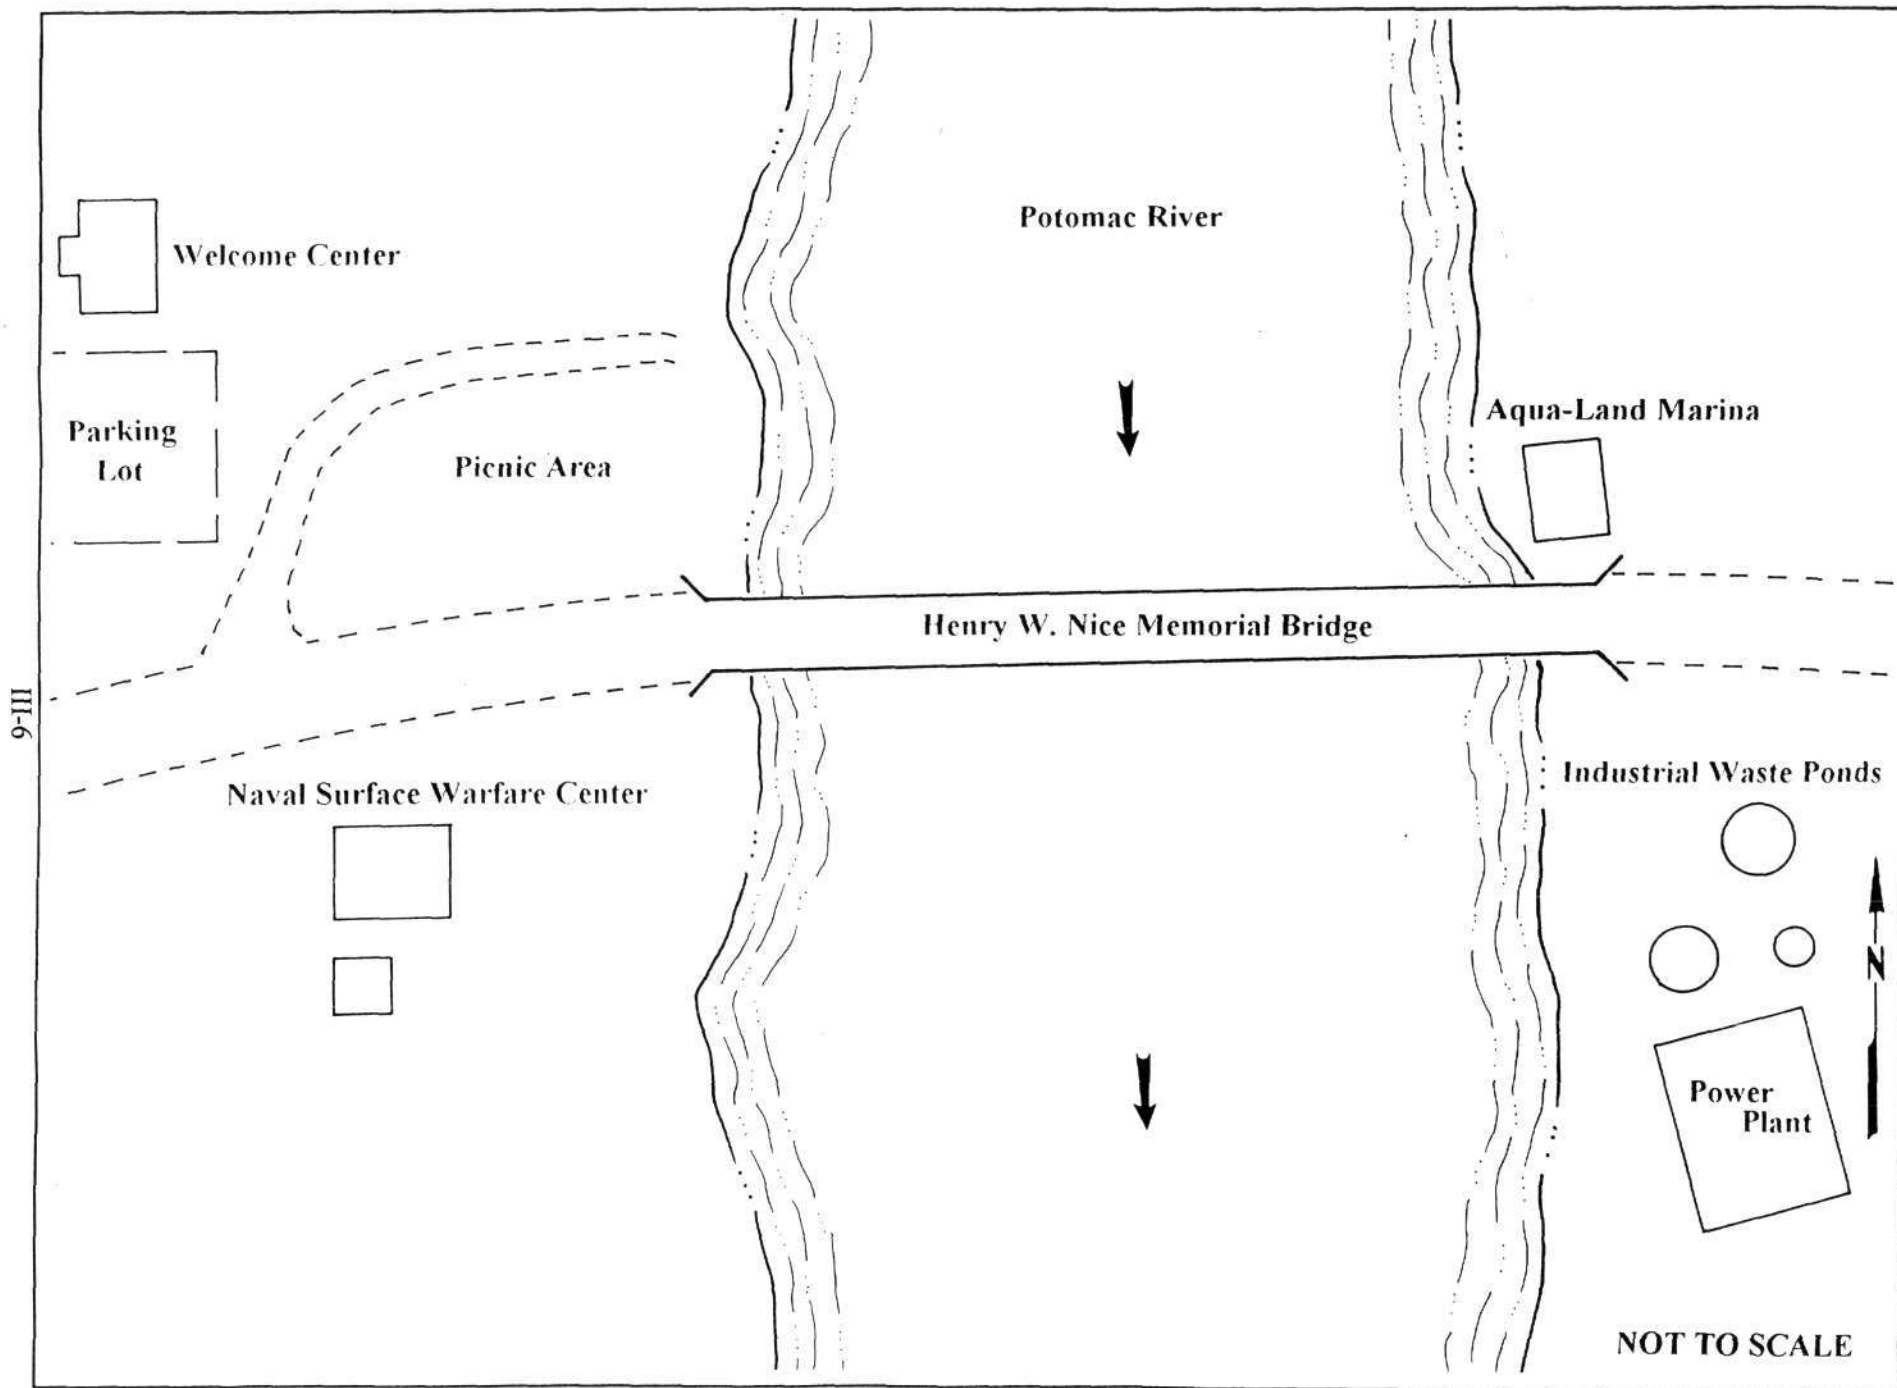 Potomac River
Welcome Center
Aqua-Land Marina
Parking
Lot
Picnic Area
Henry W. Nice Memorial Bridge
III-6
Industrial Waste Ponds
Naval Surface Warfare Center
N
Power
Plant
NOT TO SCALE